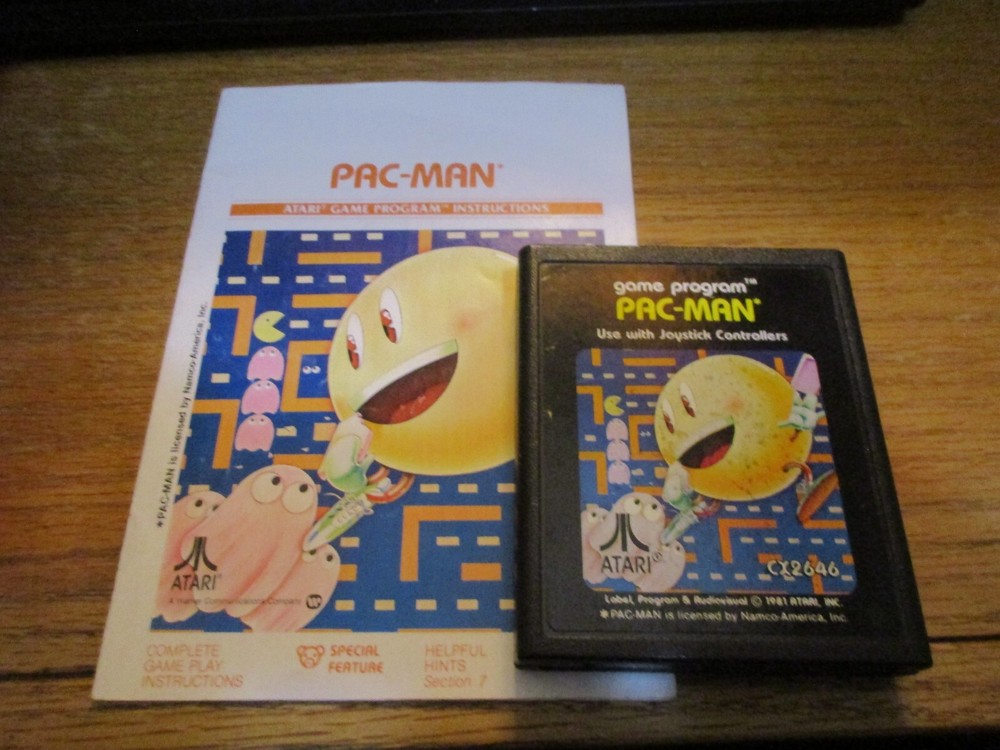 PAC-MAN*
ATARI® GAME PROGRAM™ INSTRUCTIONS
*PAC-MAN is licensed by Namco-America, Inc.
ATARI®
A Warner Communications Company
COMPLETE
GAME PLAY
INSTRUCTIONS
SPECIAL
FEATURE
HELPFUL
HINTS
Section 7
game program™
PAC-MAN*
Use with Joystick Controllers
ATARI®
CX2646
Label, Program & Audiovisual © 1981 ATARI, INC.
*PAC-MAN is licensed by Namco-America, Inc.